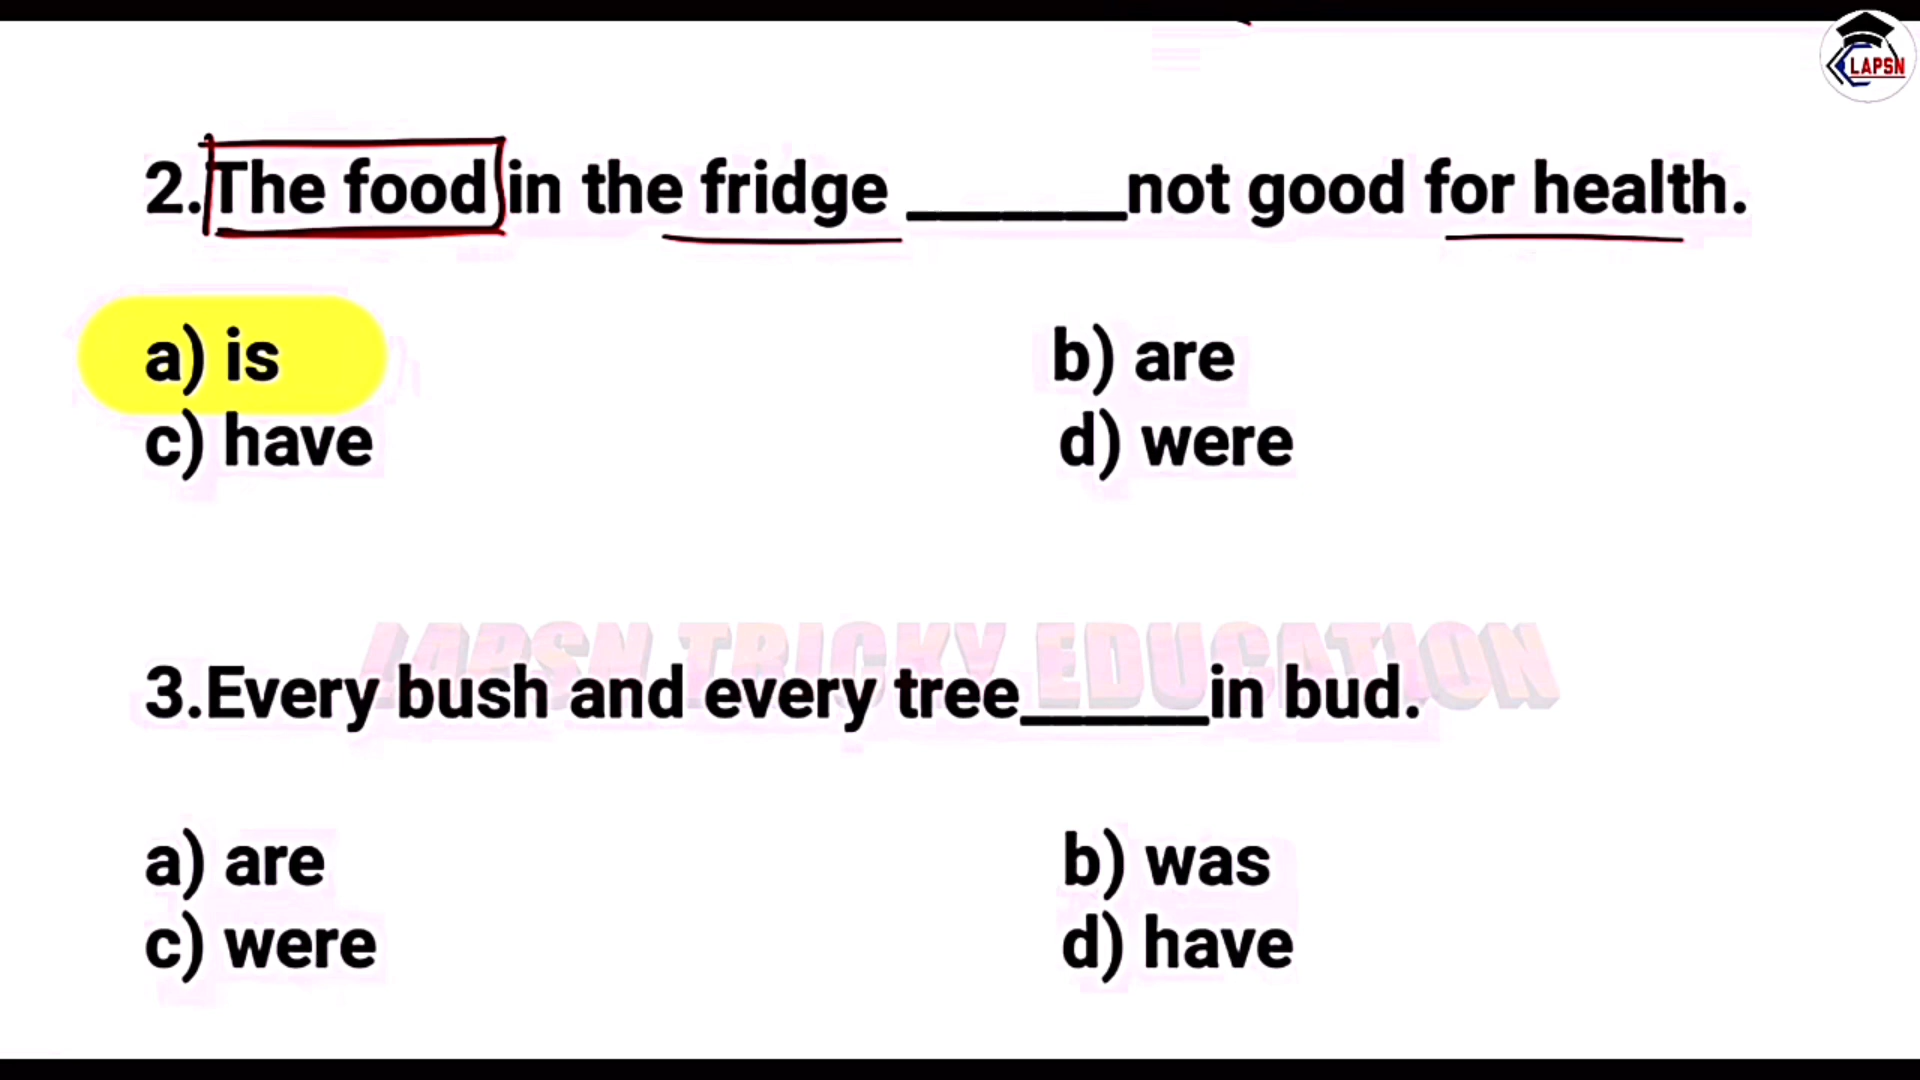 LAPSN
2.The food in the fridge ______not good for health.
a) is
b) are
c) have
d) were
LAPSN TRICKY EDUCATION
3.Every bush and every tree_____in bud.
a) are
b) was
c) were
d) have